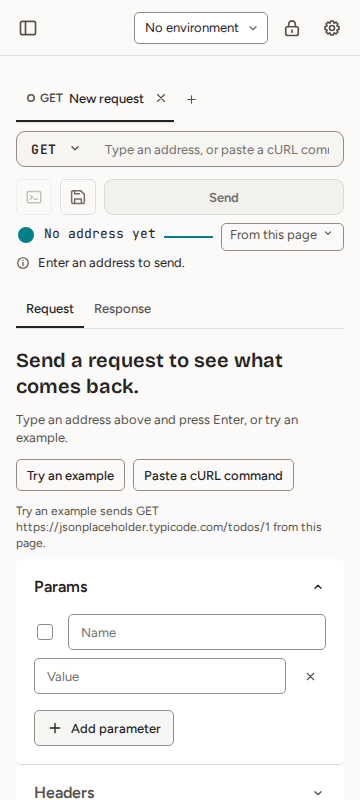 No environment
GET New request
GET Type an address, or paste a cURL com
Send
No address yet From this page
Enter an address to send.
Request Response
Send a request to see what
comes back.
Type an address above and press Enter, or try an
example.
Try an example Paste a cURL command
Try an example sends GET
https://jsonplaceholder.typicode.com/todos/1 from this
page.
Params
Name
Value
Add parameter
Headers